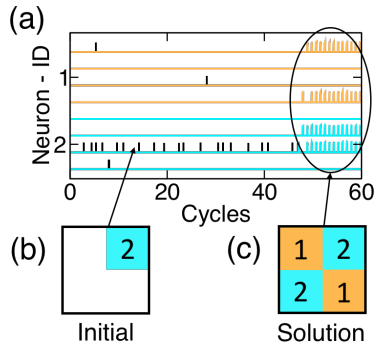 (a)
Neuron - ID
1
2
0 20 40 60
Cycles
(b)
2
Initial
(c)
1 2
2 1
Solution